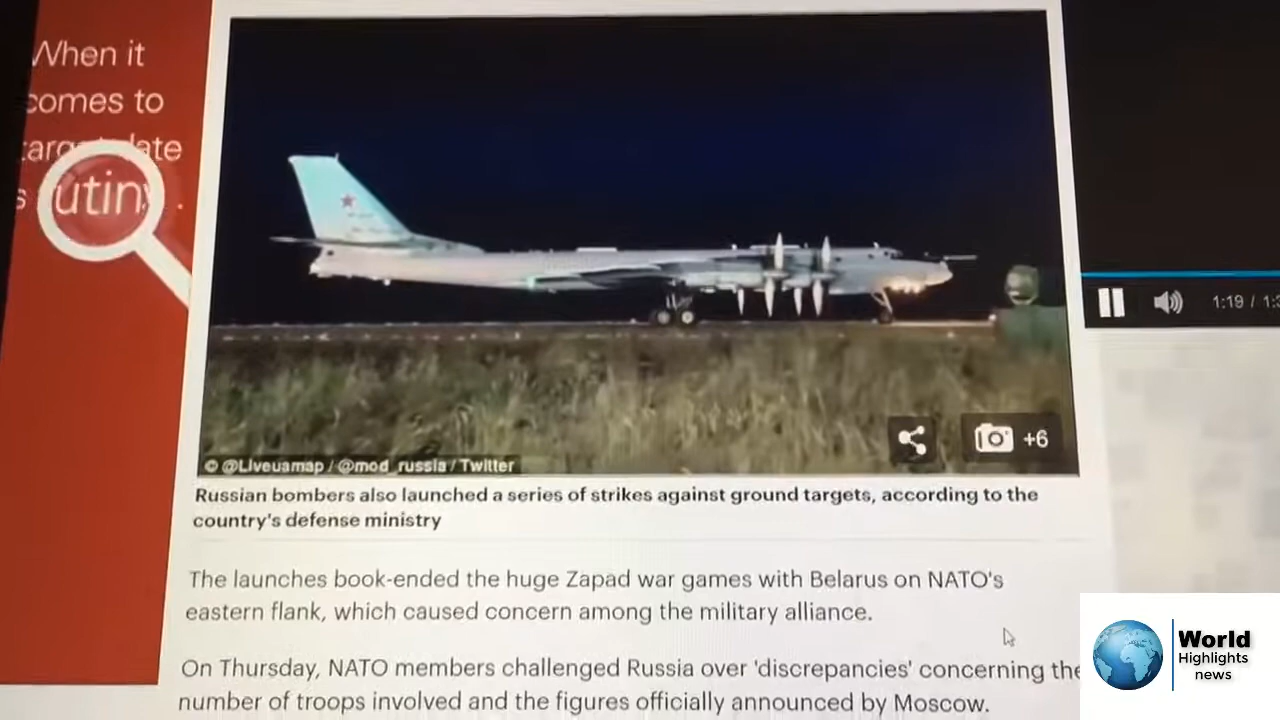 When it
comes to
late
s utiny.
© @Liveuamap / @mod_russia / Twitter
+6
1:19 /
Russian bombers also launched a series of strikes against ground targets, according to the
country's defense ministry
The launches book-ended the huge Zapad war games with Belarus on NATO's
eastern flank, which caused concern among the military alliance.
On Thursday, NATO members challenged Russia over 'discrepancies' concerning the
number of troops involved and the figures officially announced by Moscow.
World
Highlights
news